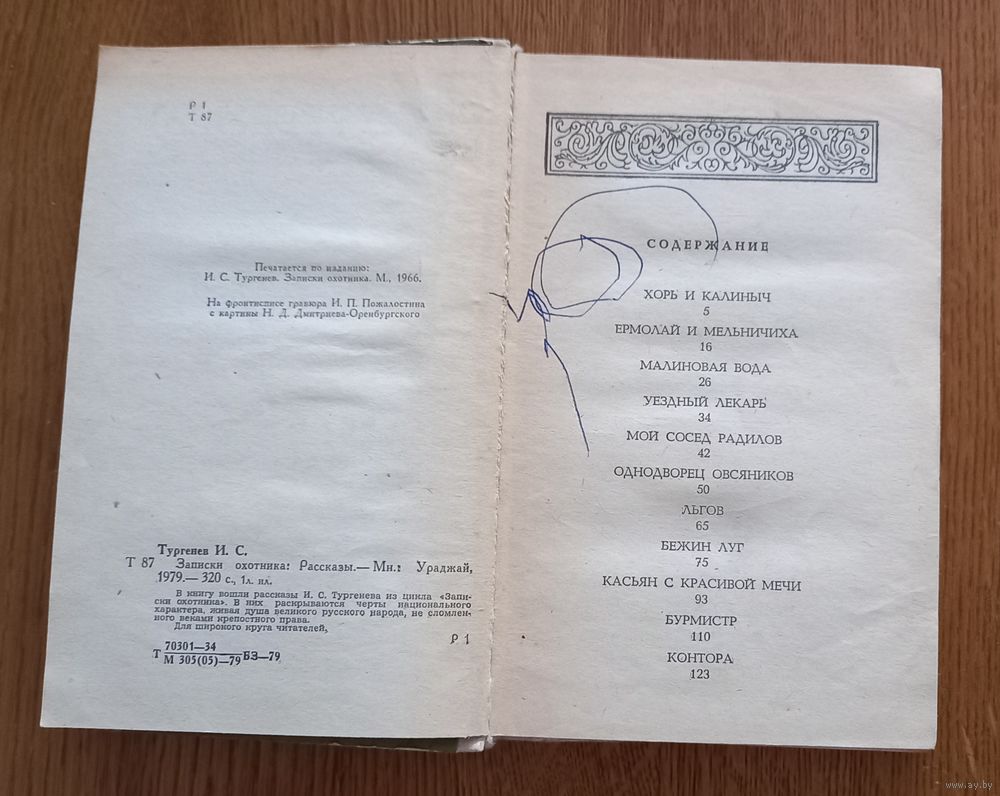 Р 1
Т 87
Печатается по изданию:
И. С. Тургенев. Записки охотника. М., 1966.
На фронтисписе гравюра И. П. Пожалостина
с картины Н. Д. Дмитриева-Оренбургского
Тургенев И. С.
Т 87 Записки охотника: Рассказы.— Мн.: Ураджай,
1979.— 320 с., 1л. ил.
В книгу вошли рассказы И. С. Тургенева из цикла «Запи-
ски охотника». В них раскрываются черты национального
характера, живая душа великого русского народа, не сломлен-
ного веками крепостного права.
Для широкого круга читателей.
Р 1
Т 70301—34
М 305(05)—79 БЗ—79
СОДЕРЖАНИЕ
ХОРЬ И КАЛИНЫЧ
5
ЕРМОЛАЙ И МЕЛЬНИЧИХА
16
МАЛИНОВАЯ ВОДА
26
УЕЗДНЫЙ ЛЕКАРЬ
34
МОЙ СОСЕД РАДИЛОВ
42
ОДНОДВОРЕЦ ОВСЯНИКОВ
50
ЛЬГОВ
65
БЕЖИН ЛУГ
75
КАСЬЯН С КРАСИВОЙ МЕЧИ
93
БУРМИСТР
110
КОНТОРА
123
www.ay.by